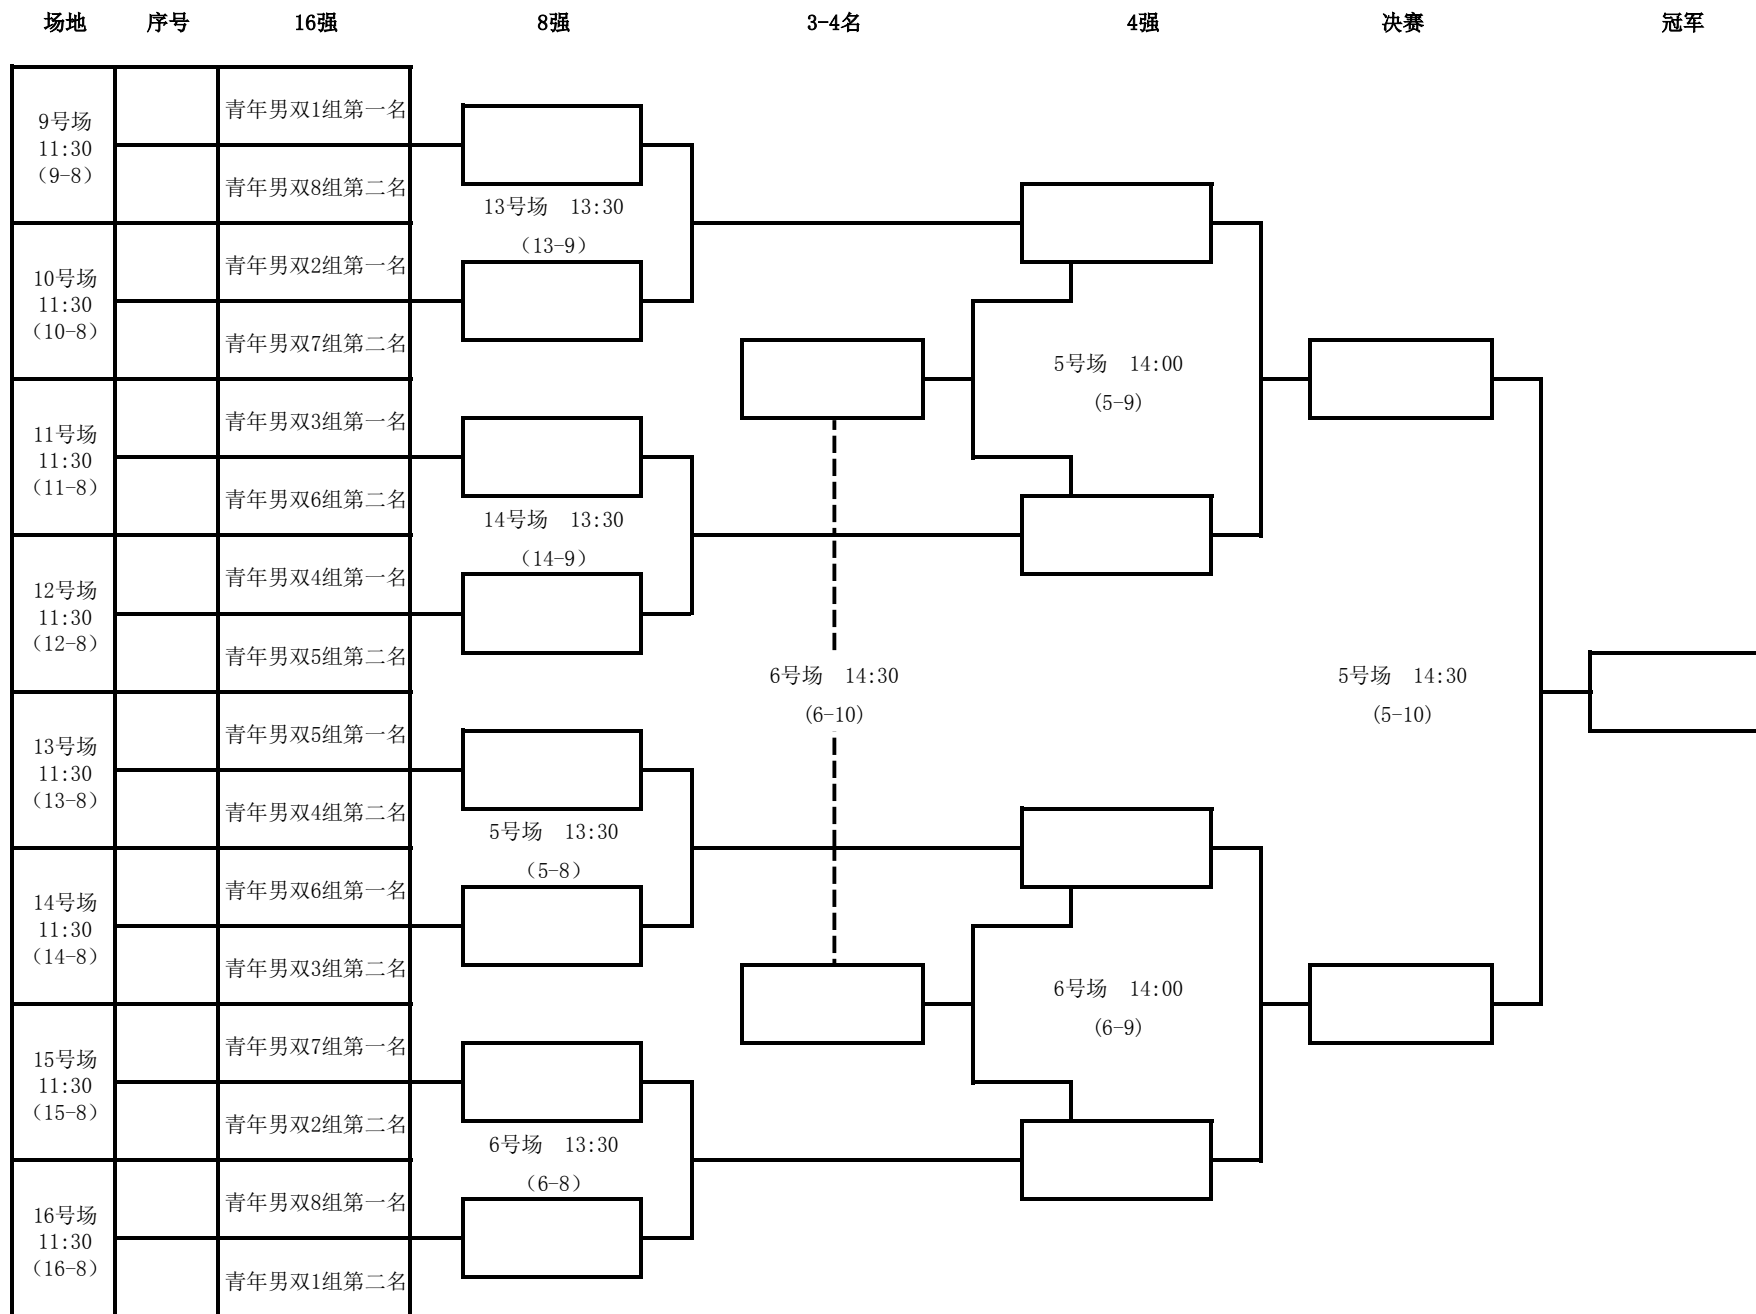 场地 序号 16强 8强 3-4名 4强 决赛 冠军
9号场
11:30
（9-8）
青年男双1组第一名
青年男双8组第二名
10号场
11:30
（10-8）
青年男双2组第一名
青年男双7组第二名
11号场
11:30
（11-8）
青年男双3组第一名
青年男双6组第二名
12号场
11:30
（12-8）
青年男双4组第一名
青年男双5组第二名
13号场
11:30
（13-8）
青年男双5组第一名
青年男双4组第二名
14号场
11:30
（14-8）
青年男双6组第一名
青年男双3组第二名
15号场
11:30
（15-8）
青年男双7组第一名
青年男双2组第二名
16号场
11:30
（16-8）
青年男双8组第一名
青年男双1组第二名
13号场 13:30
（13-9）
14号场 13:30
（14-9）
5号场 13:30
（5-8）
6号场 13:30
（6-8）
6号场 14:30
(6-10)
5号场 14:00
(5-9)
6号场 14:00
(6-9)
5号场 14:30
(5-10)